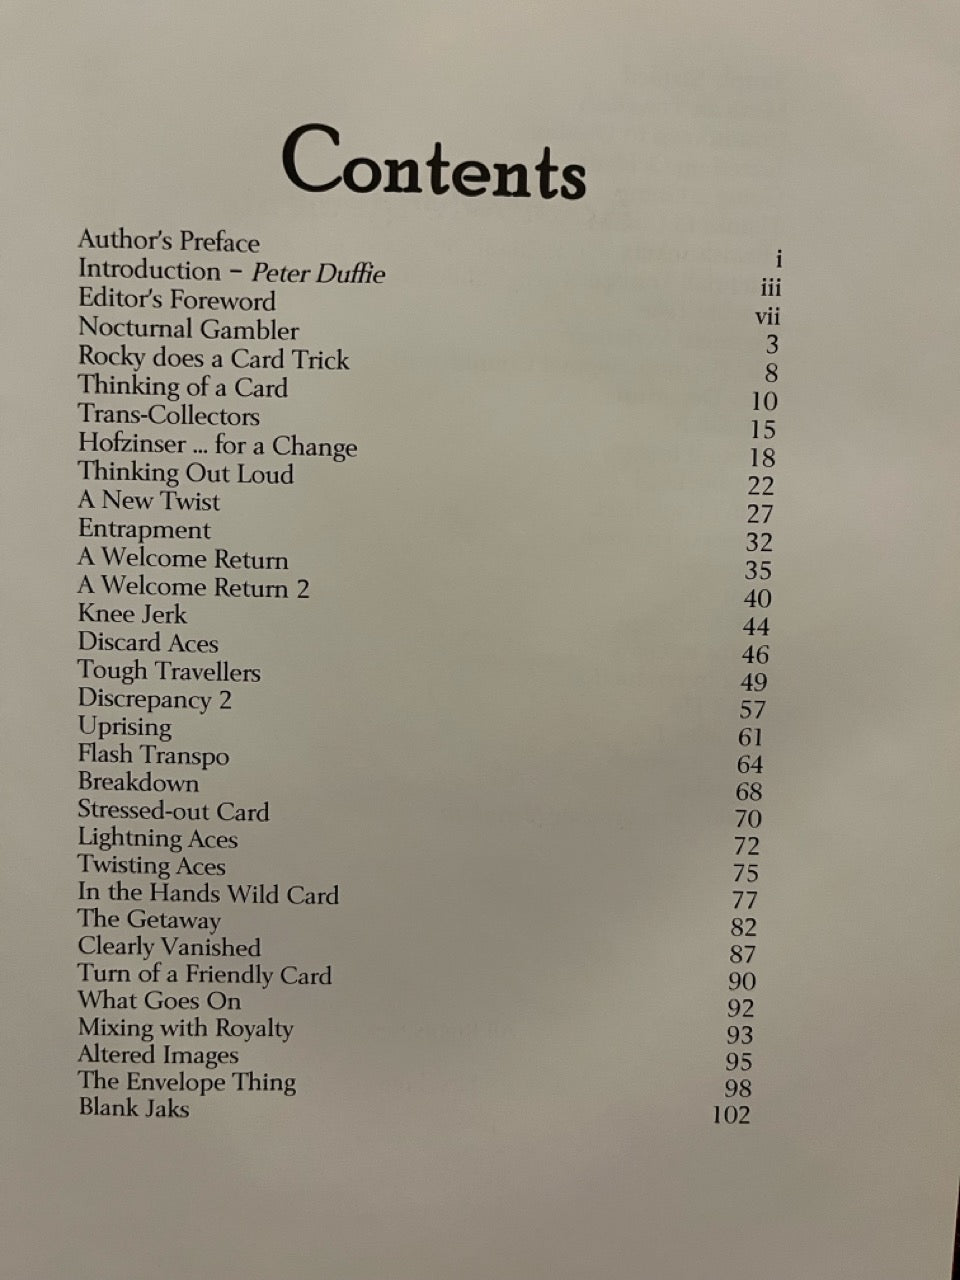 Contents
Author's Preface i
Introduction – Peter Duffie iii
Editor's Foreword vii
Nocturnal Gambler 3
Rocky does a Card Trick 8
Thinking of a Card 10
Trans-Collectors 15
Hofzinser ... for a Change 18
Thinking Out Loud 22
A New Twist 27
Entrapment 32
A Welcome Return 35
A Welcome Return 2 40
Knee Jerk 44
Discard Aces 46
Tough Travellers 49
Discrepancy 2 57
Uprising 61
Flash Transpo 64
Breakdown 68
Stressed-out Card 70
Lightning Aces 72
Twisting Aces 75
In the Hands Wild Card 77
The Getaway 82
Clearly Vanished 87
Turn of a Friendly Card 90
What Goes On 92
Mixing with Royalty 93
Altered Images 95
The Envelope Thing 98
Blank Jaks 102